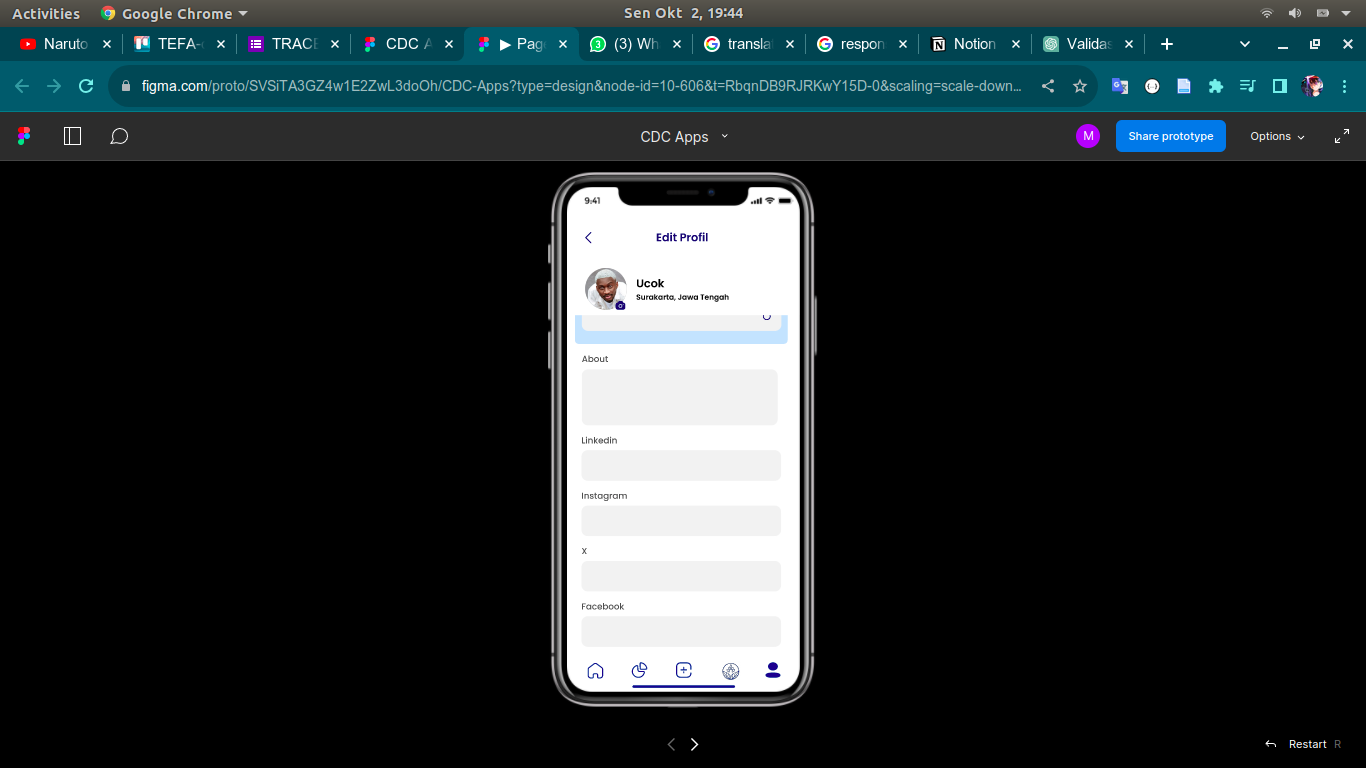 Activities
Google Chrome
Sen Okt 2, 19:44
Naruto
TEFA-
TRACE
CDC A
▶ Page
(3) Wh
translat
respon
Notion
Validas
figma.com/proto/SVSiTA3GZ4w1E2ZwL3doOh/CDC-Apps?type=design&node-id=10-606&t=RbqnDB9RJRKwY15D-0&scaling=scale-down...
CDC Apps
M
Share prototype
Options
9:41
Edit Profil
Ucok
Surakarta, Jawa Tengah
About
Linkedin
Instagram
X
Facebook
Restart R